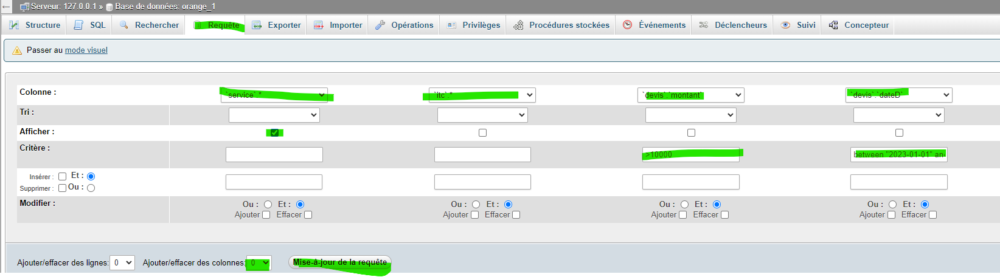 Serveur: 127.0.0.1 » Base de données: orange_1
Structure SQL Rechercher Requête Exporter Importer Opérations Privilèges Procédures stockées Événements Déclencheurs Suivi Concepteur
Passer au mode visuel
Colonne : `service`.* `ltc`.* `devis`.`montant` `devis`.`dateD`
Tri :
Afficher :
Critère : >10000 between "2023-01-01" an
Insérer : Et :
Supprimer : Ou :
Modifier : Ou : Et : Ou : Et : Ou : Et : Ou : Et :
Ajouter Effacer Ajouter Effacer Ajouter Effacer Ajouter Effacer
Ajouter/effacer des lignes: 0 Ajouter/effacer des colonnes: 0 Mise-à-jour de la requête